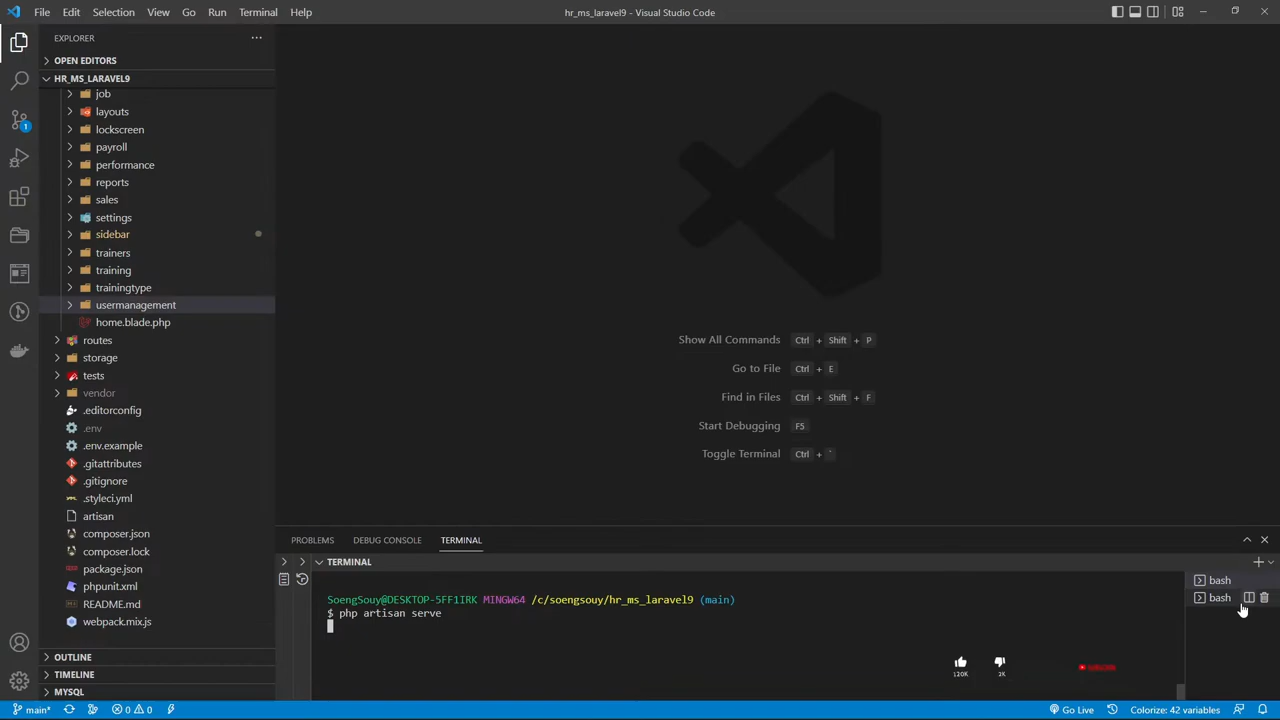 File Edit Selection View Go Run Terminal Help
hr_ms_laravel9 - Visual Studio Code
EXPLORER
OPEN EDITORS
HR_MS_LARAVEL9
job
layouts
lockscreen
payroll
performance
reports
sales
settings
sidebar
trainers
training
trainingtype
usermanagement
home.blade.php
routes
storage
tests
vendor
.editorconfig
.env
.env.example
.gitattributes
.gitignore
.styleci.yml
artisan
composer.json
composer.lock
package.json
phpunit.xml
README.md
webpack.mix.js
OUTLINE
TIMELINE
MYSQL
1
Show All Commands Ctrl + Shift + P
Go to File Ctrl + E
Find in Files Ctrl + Shift + F
Start Debugging F5
Toggle Terminal Ctrl + `
PROBLEMS DEBUG CONSOLE TERMINAL
TERMINAL
SoengSouy@DESKTOP-5FF1IRK MINGW64 /c/soengsouy/hr_ms_laravel9 (main)
$ php artisan serve
bash
bash
120K 2K
main* 0 0 Go Live Colorize: 42 variables